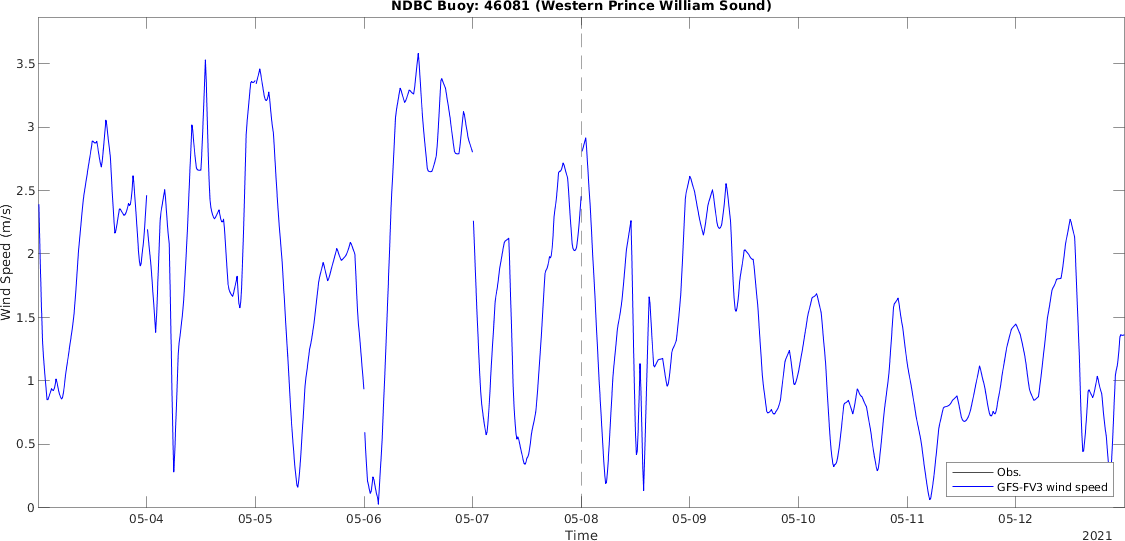 NDBC Buoy: 46081 (Western Prince William Sound)
Wind Speed (m/s)
3.5
3
2.5
2
1.5
1
0.5
0
Obs.
GFS-FV3 wind speed
05-04 05-05 05-06 05-07 05-08 05-09 05-10 05-11 05-12
Time
2021